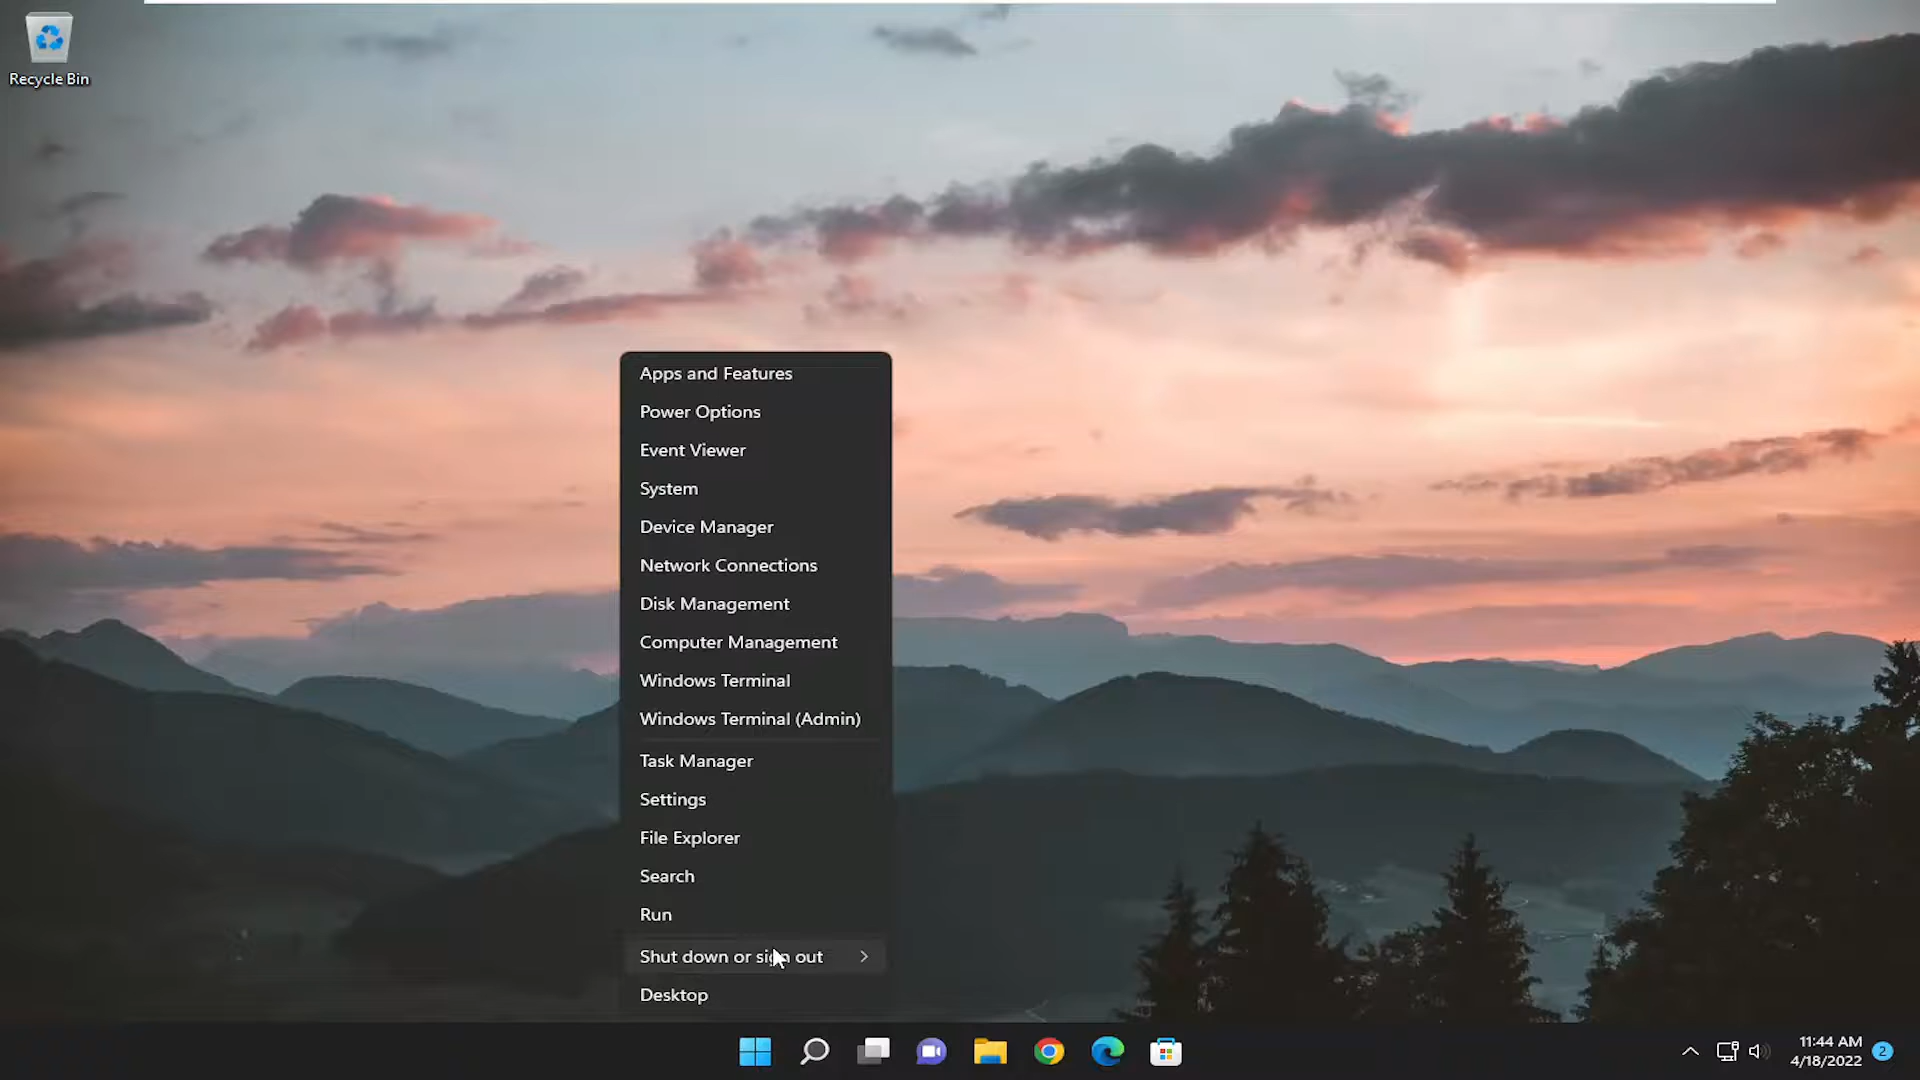 Recycle Bin
Apps and Features
Power Options
Event Viewer
System
Device Manager
Network Connections
Disk Management
Computer Management
Windows Terminal
Windows Terminal (Admin)
Task Manager
Settings
File Explorer
Search
Run
Shut down or sign out
Desktop
11:44 AM
4/18/2022
2